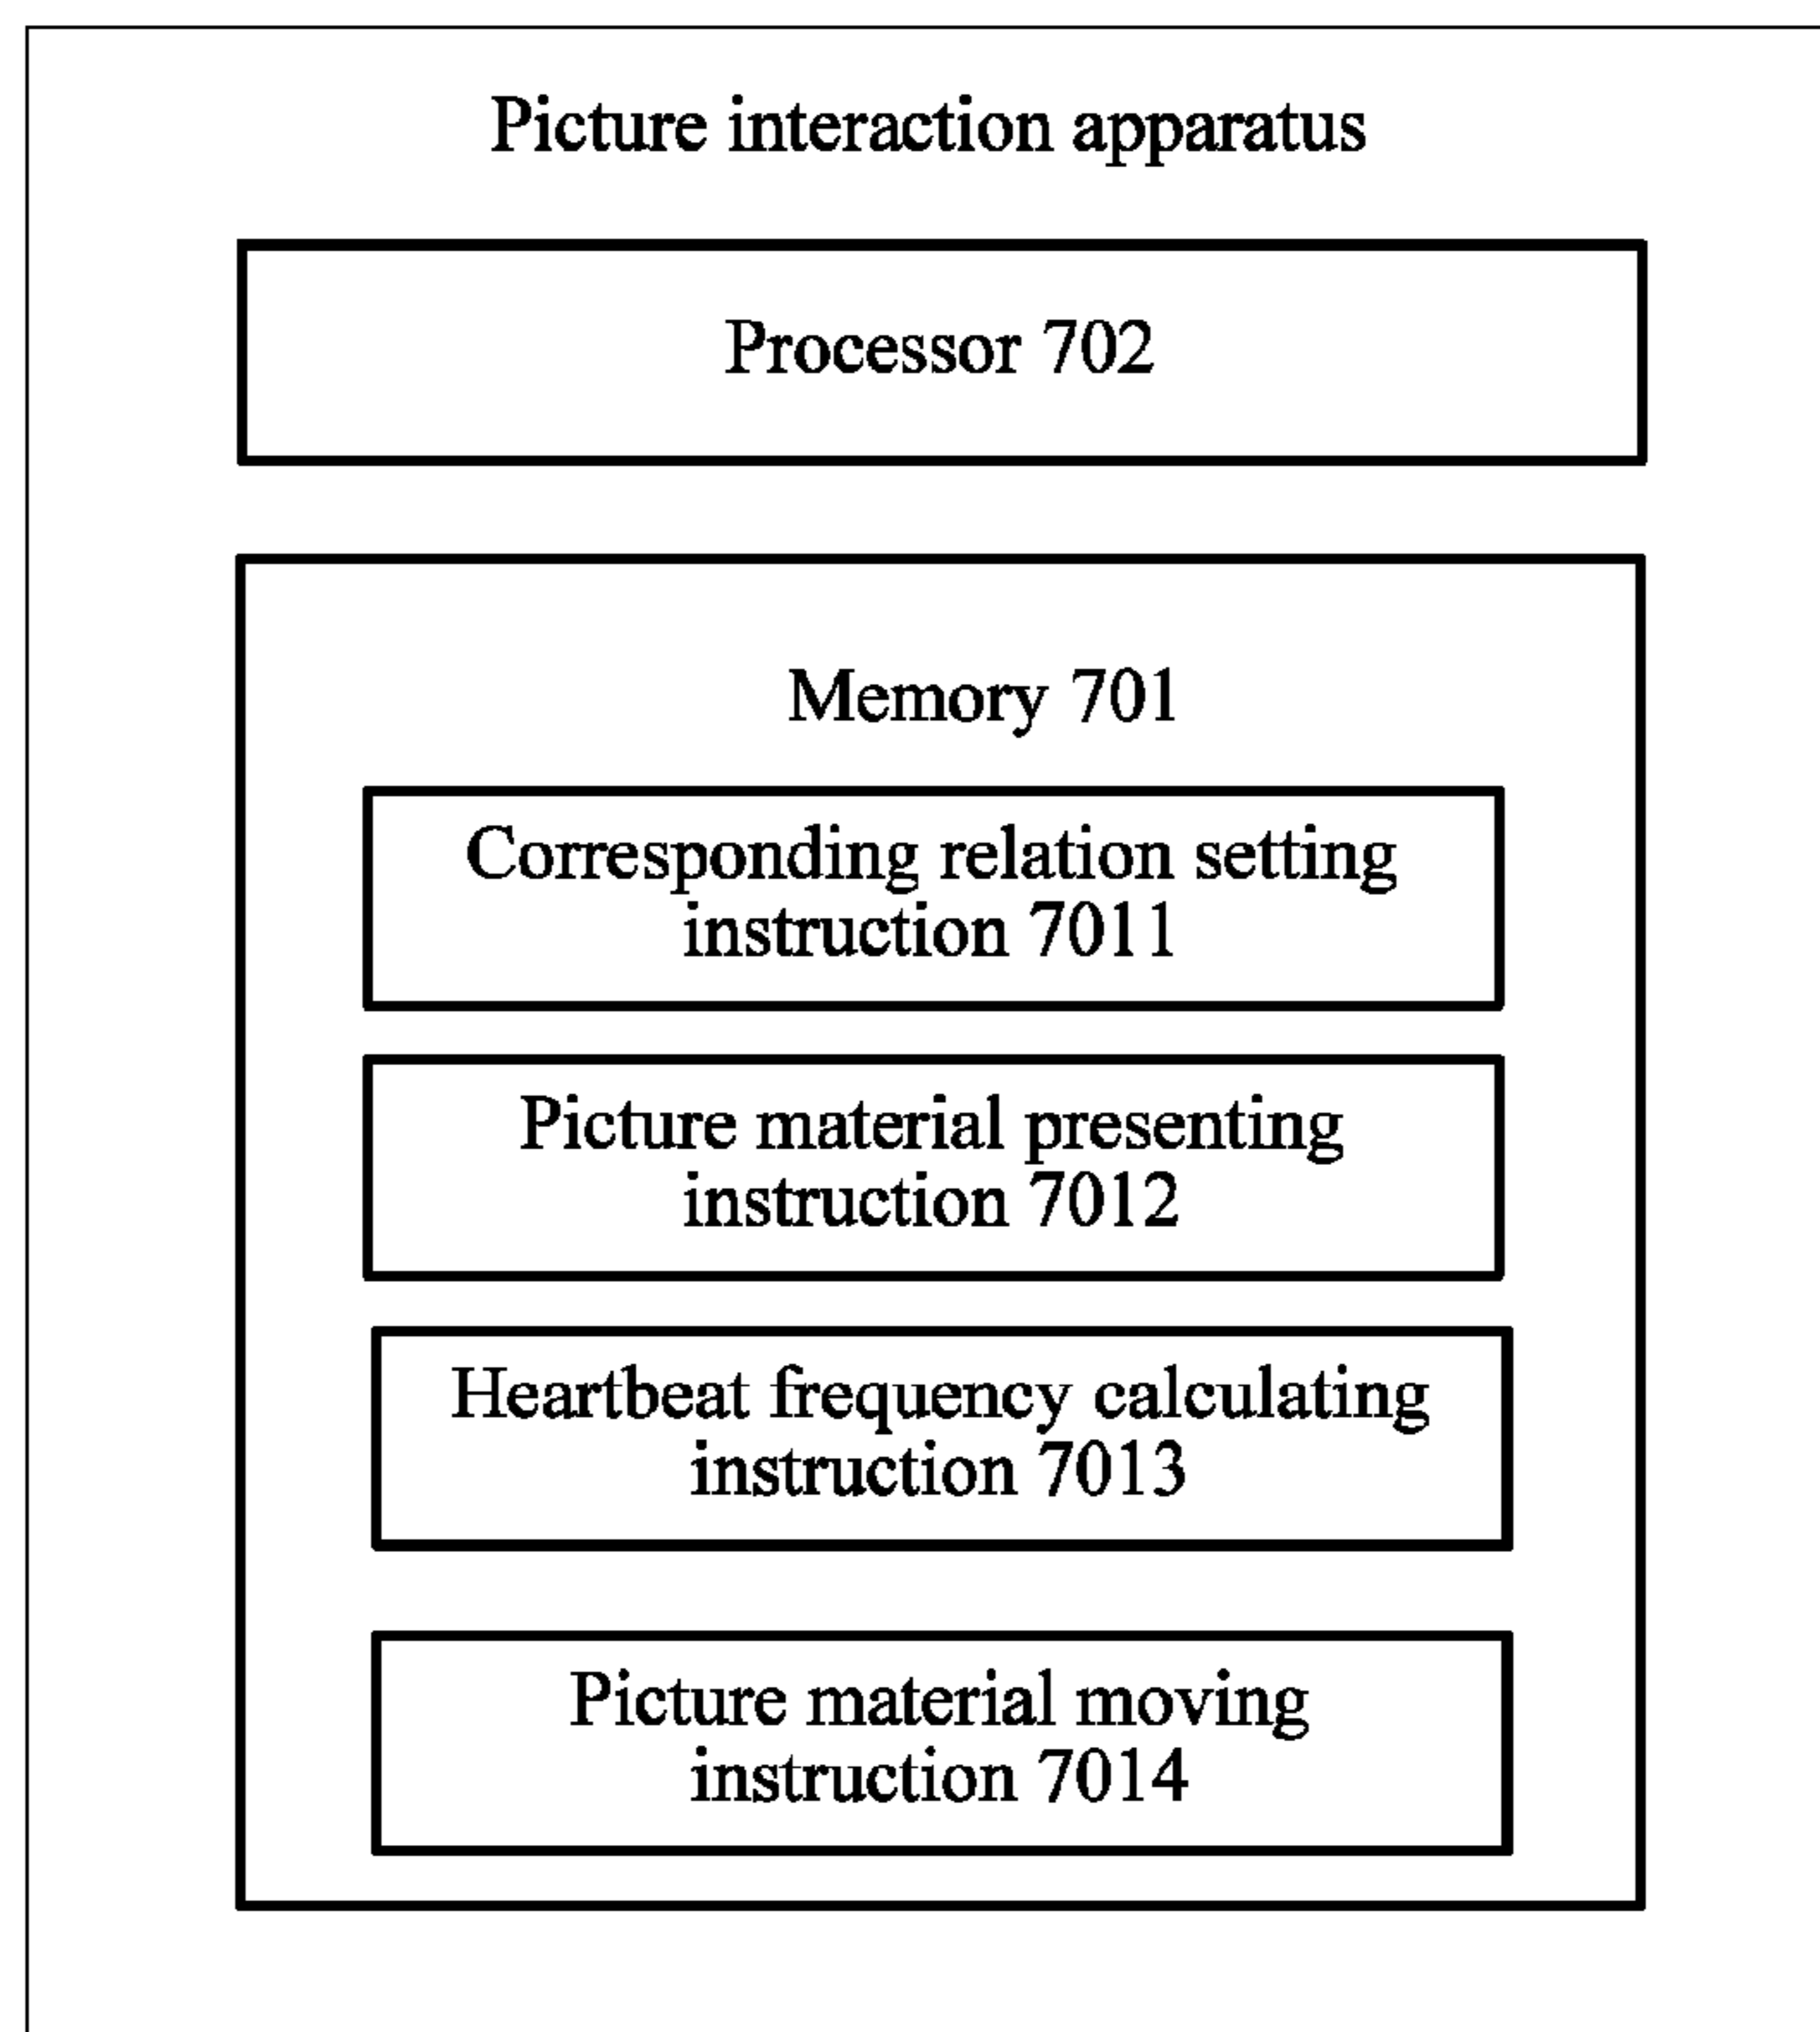 Picture interaction apparatus
Processor 702
Memory 701
Corresponding relation setting
instruction 7011
Picture material presenting
instruction 7012
Heartbeat frequency calculating
instruction 7013
Picture material moving
instruction 7014